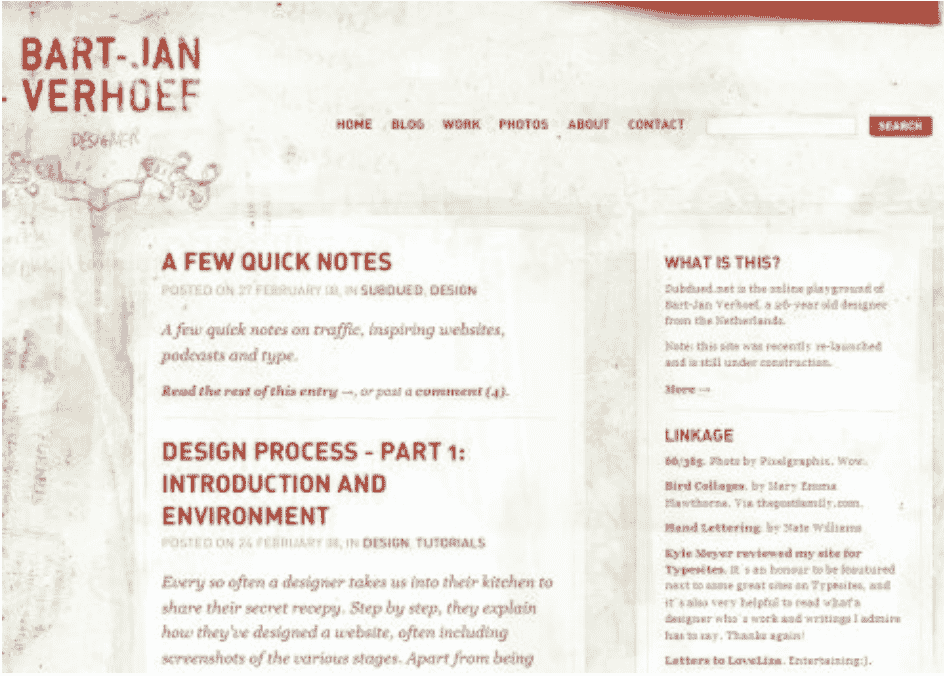 BART-JAN
VERHOEF
DESIGNER
HOME BLOG WORK PHOTOS ABOUT CONTACT SEARCH
A FEW QUICK NOTES
POSTED ON 27 FEBRUARY 08, IN SUBDUED, DESIGN
A few quick notes on traffic, inspiring websites,
podcasts and type.
Read the rest of this entry →, or post a comment (4).
DESIGN PROCESS - PART 1:
INTRODUCTION AND
ENVIRONMENT
POSTED ON 24 FEBRUARY 08, IN DESIGN, TUTORIALS
Every so often a designer takes us into their kitchen to
share their secret recepy. Step by step, they explain
how they've designed a website, often including
screenshots of the various stages. Apart from being
WHAT IS THIS?
Subdued.net is the online playground of
Bart-Jan Verhoef, a 26-year old designer
from the Netherlands.
Note: this site was recently re-launched
and is still under construction.
More →
LINKAGE
66/365. Photo by Pixelgraphic. Wow.
Bird Collages. by Mary Emma
Hawthorne. Via thepostfamily.com.
Hand Lettering. by Nate Williams
Kyle Meyer reviewed my site for
Typesites. It's an honour to be feautured
next to some great sites on Typesites, and
it's also very helpful to read what a
designer who's work and writings I admire
has to say. Thanks again!
Letters to LoveLiza. Entertaining:).